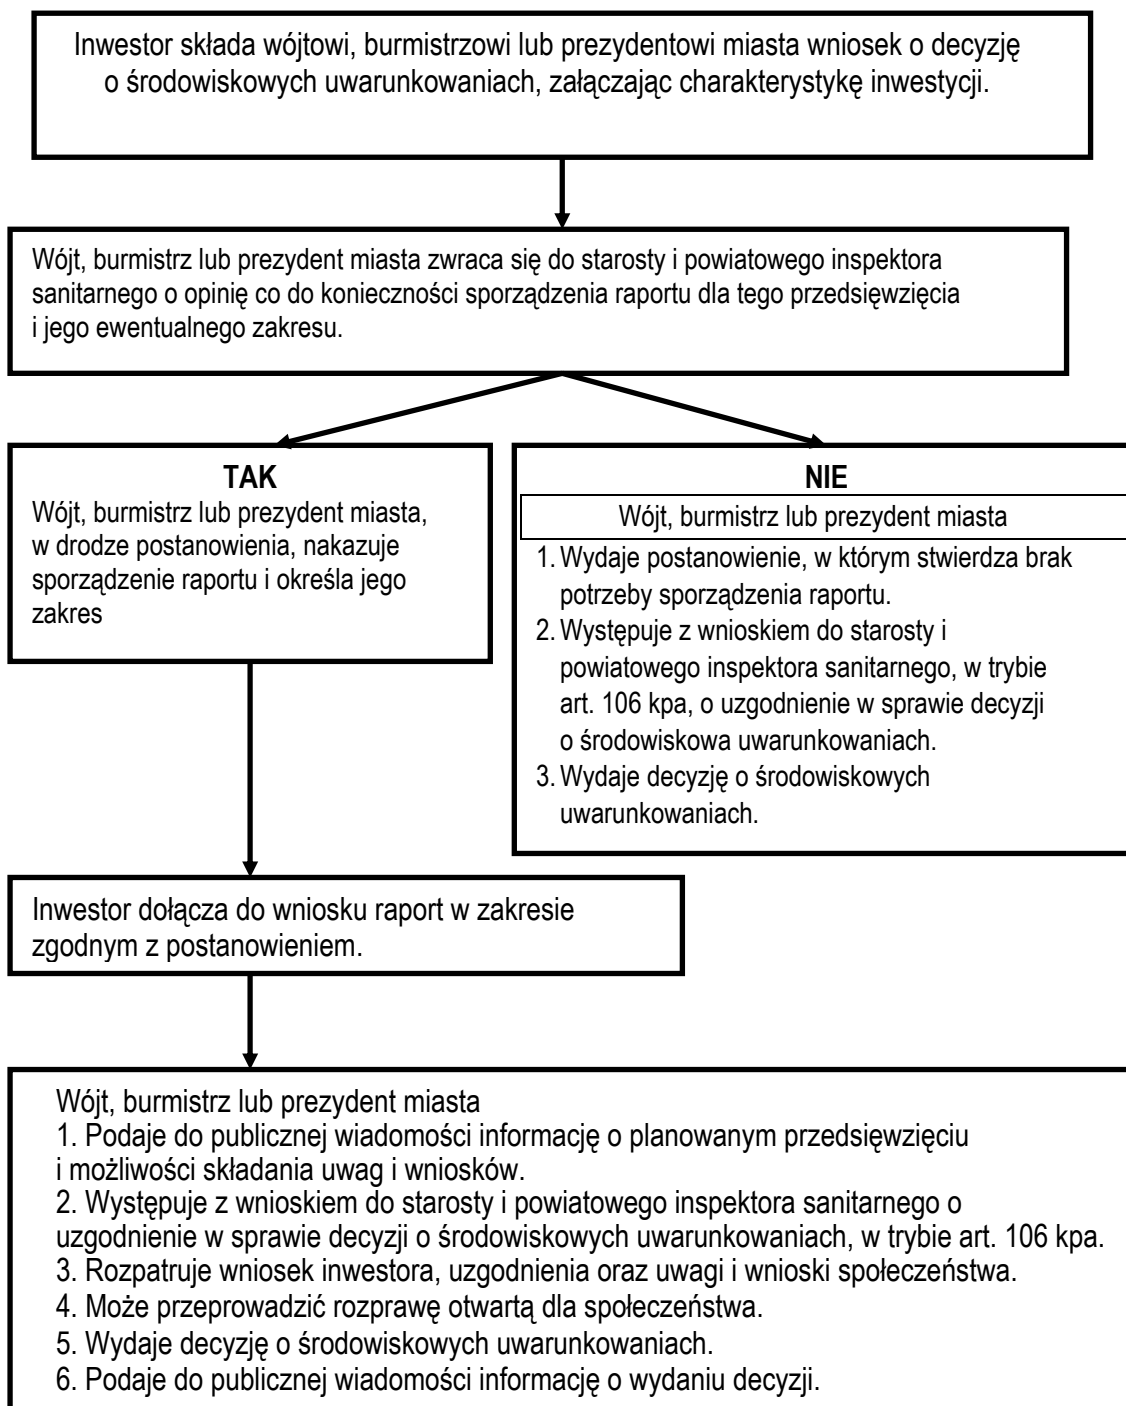 Inwestor składa wójtowi, burmistrzowi lub prezydentowi miasta wniosek o decyzję
o środowiskowych uwarunkowaniach, załączając charakterystykę inwestycji.
Wójt, burmistrz lub prezydent miasta zwraca się do starosty i powiatowego inspektora
sanitarnego o opinię co do konieczności sporządzenia raportu dla tego przedsięwzięcia
i jego ewentualnego zakresu.
TAK
Wójt, burmistrz lub prezydent miasta,
w drodze postanowienia, nakazuje
sporządzenie raportu i określa jego
zakres
NIE
Wójt, burmistrz lub prezydent miasta
1. Wydaje postanowienie, w którym stwierdza brak
potrzeby sporządzenia raportu.
2. Występuje z wnioskiem do starosty i
powiatowego inspektora sanitarnego, w trybie
art. 106 kpa, o uzgodnienie w sprawie decyzji
o środowiskowa uwarunkowaniach.
3. Wydaje decyzję o środowiskowych
uwarunkowaniach.
Inwestor dołącza do wniosku raport w zakresie
zgodnym z postanowieniem.
Wójt, burmistrz lub prezydent miasta
1. Podaje do publicznej wiadomości informację o planowanym przedsięwzięciu
i możliwości składania uwag i wniosków.
2. Występuje z wnioskiem do starosty i powiatowego inspektora sanitarnego o
uzgodnienie w sprawie decyzji o środowiskowych uwarunkowaniach, w trybie art. 106 kpa.
3. Rozpatruje wniosek inwestora, uzgodnienia oraz uwagi i wnioski społeczeństwa.
4. Może przeprowadzić rozprawę otwartą dla społeczeństwa.
5. Wydaje decyzję o środowiskowych uwarunkowaniach.
6. Podaje do publicznej wiadomości informację o wydaniu decyzji.